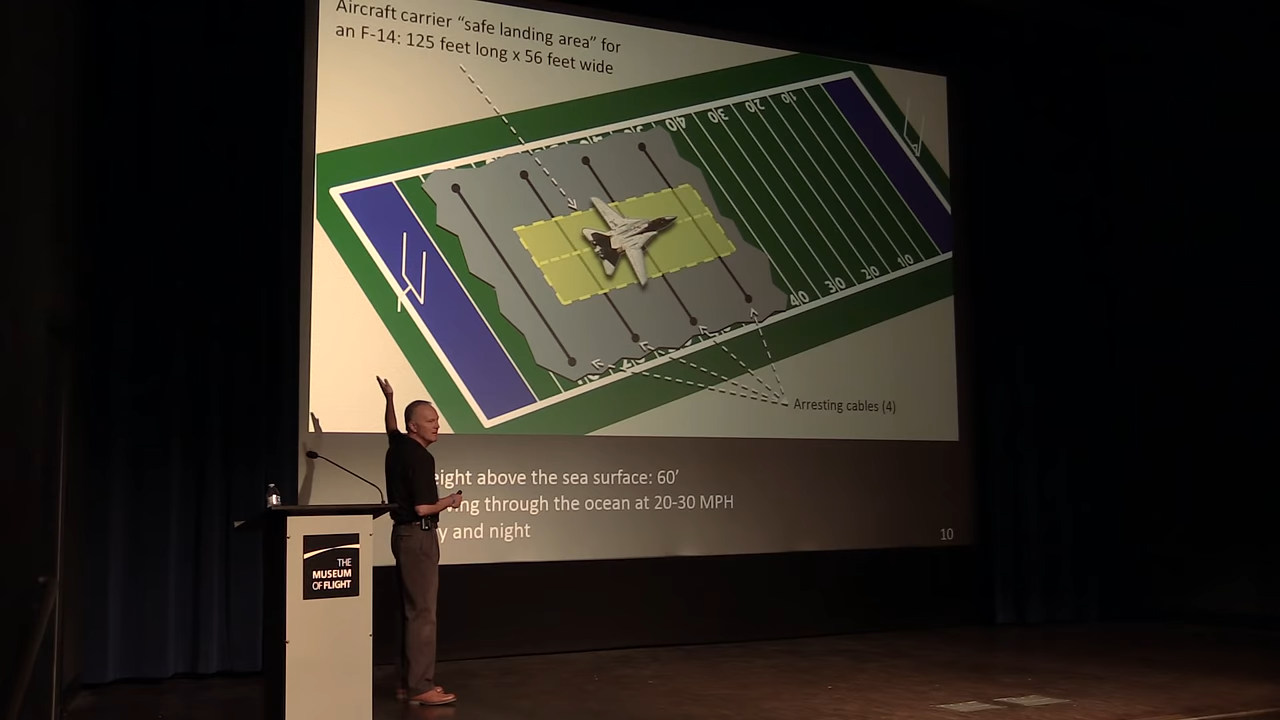 Aircraft carrier “safe landing area” for
an F-14: 125 feet long x 56 feet wide
40 30 20 10
40 30 20 10
Arresting cables (4)
eight above the sea surface: 60’
ving through the ocean at 20-30 MPH
y and night
10
THE
MUSEUM
OF FLIGHT